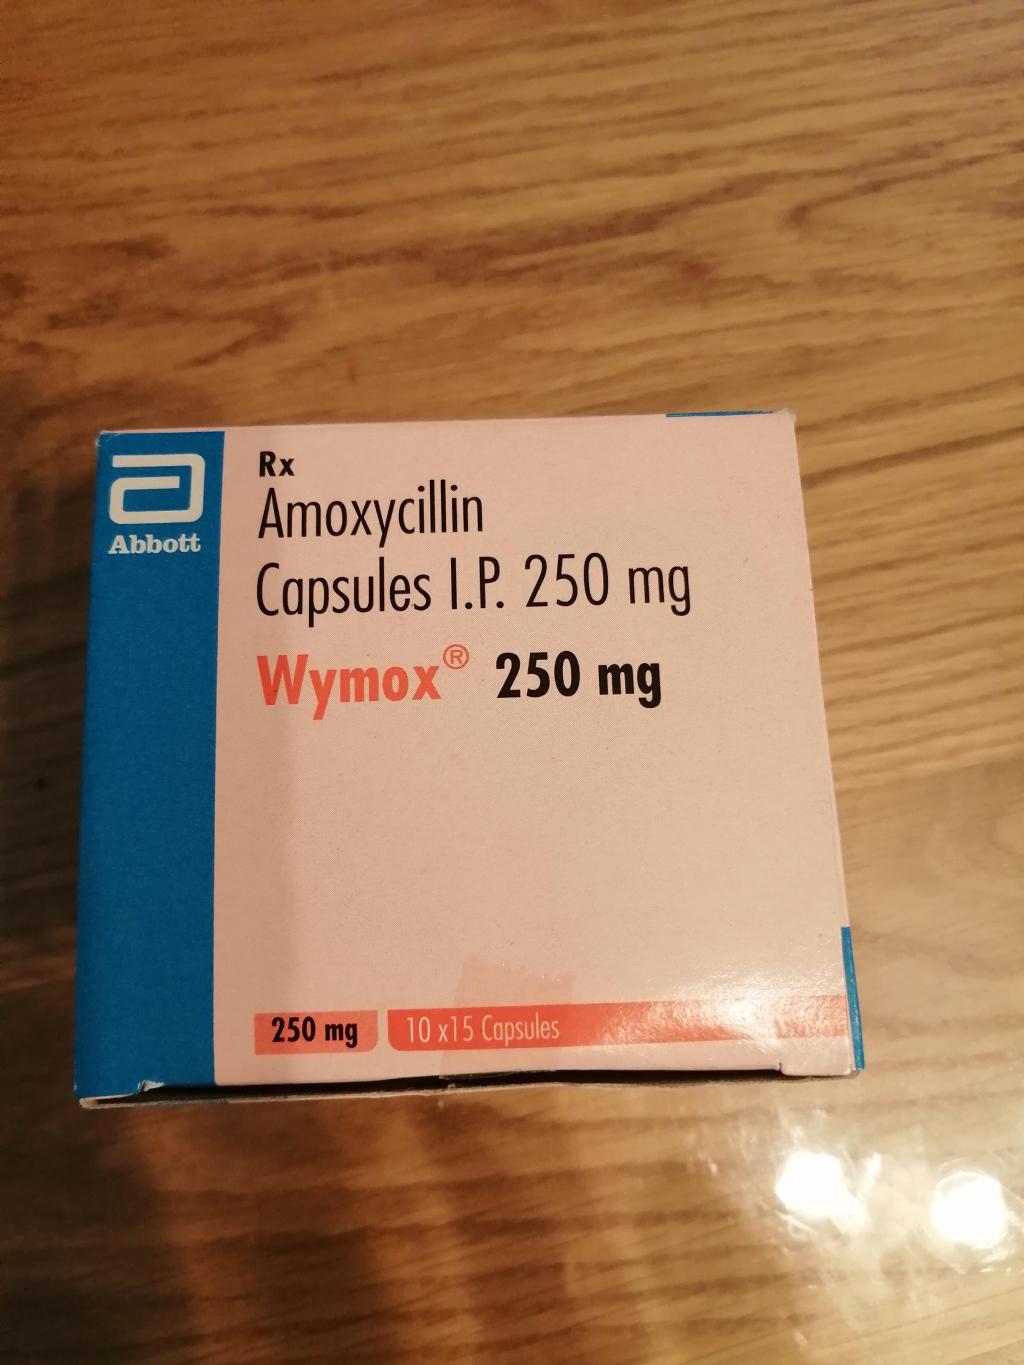 Abbott
Rx
Amoxycillin
Capsules I.P. 250 mg
Wymox® 250 mg
250 mg
10 x15 Capsules